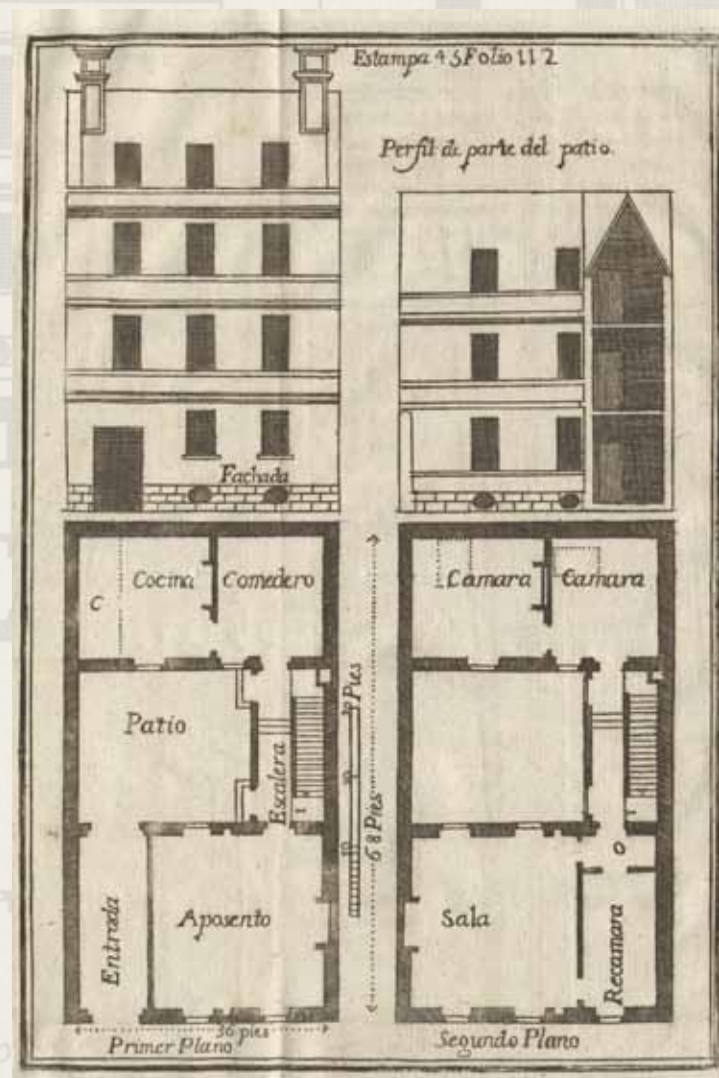 Estampa 45 Folio 112
Perfil de parte del patio.
Fachada
Cocina
Comedero
C
Patio
Escalera
Entrada
Aposento
36 pies
Primer Plano
Pies
68 Pies
Camara
Camara
O
Sala
Recamara
Segundo Plano